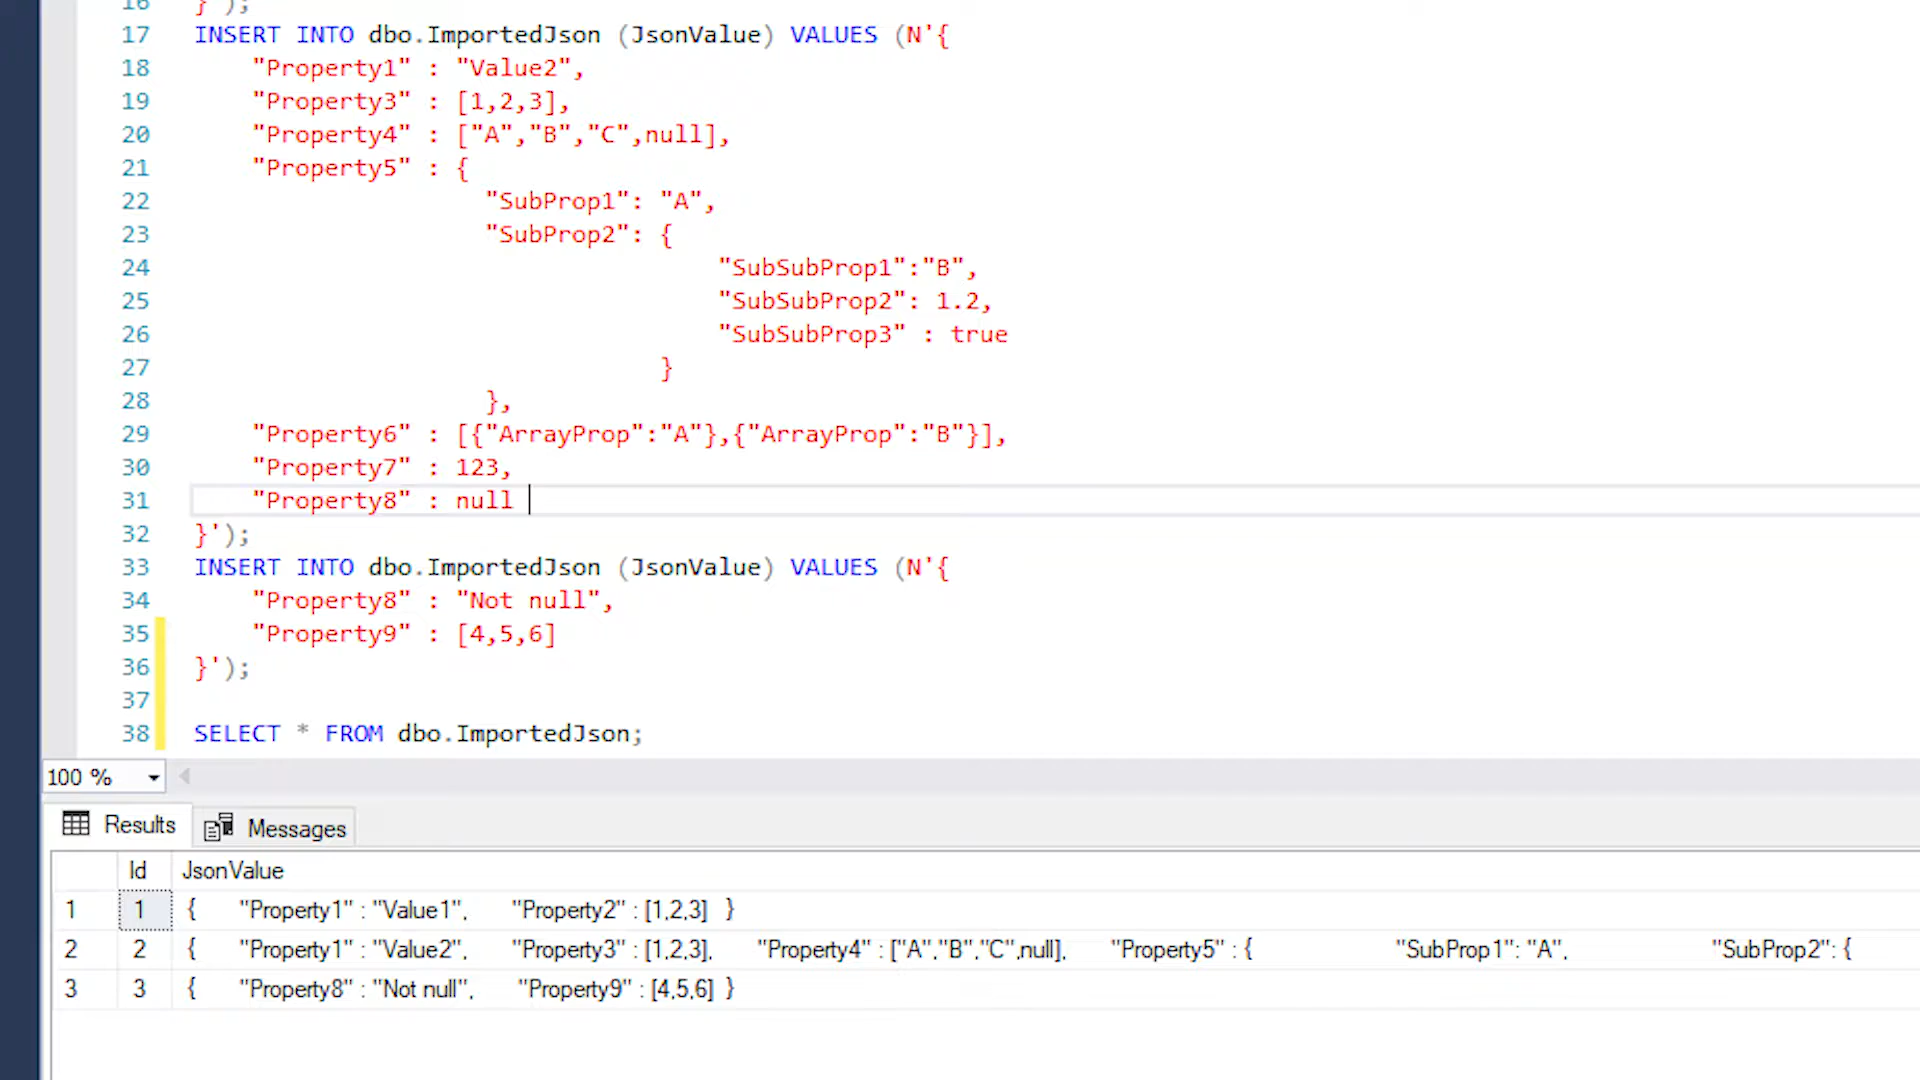 16 }');
17 INSERT INTO dbo.ImportedJson (JsonValue) VALUES (N'{
18 "Property1" : "Value2",
19 "Property3" : [1,2,3],
20 "Property4" : ["A","B","C",null],
21 "Property5" : {
22 "SubProp1": "A",
23 "SubProp2": {
24 "SubSubProp1":"B",
25 "SubSubProp2": 1.2,
26 "SubSubProp3" : true
27 }
28 },
29 "Property6" : [{"ArrayProp":"A"},{"ArrayProp":"B"}],
30 "Property7" : 123,
31 "Property8" : null
32 }');
33 INSERT INTO dbo.ImportedJson (JsonValue) VALUES (N'{
34 "Property8" : "Not null",
35 "Property9" : [4,5,6]
36 }');
37
38 SELECT * FROM dbo.ImportedJson;
100 %
Results Messages
Id JsonValue
1 1 { "Property1" : "Value1", "Property2" : [1,2,3] }
2 2 { "Property1" : "Value2", "Property3" : [1,2,3], "Property4" : ["A","B","C",null], "Property5" : { "SubProp1": "A", "SubProp2": {
3 3 { "Property8" : "Not null", "Property9" : [4,5,6] }